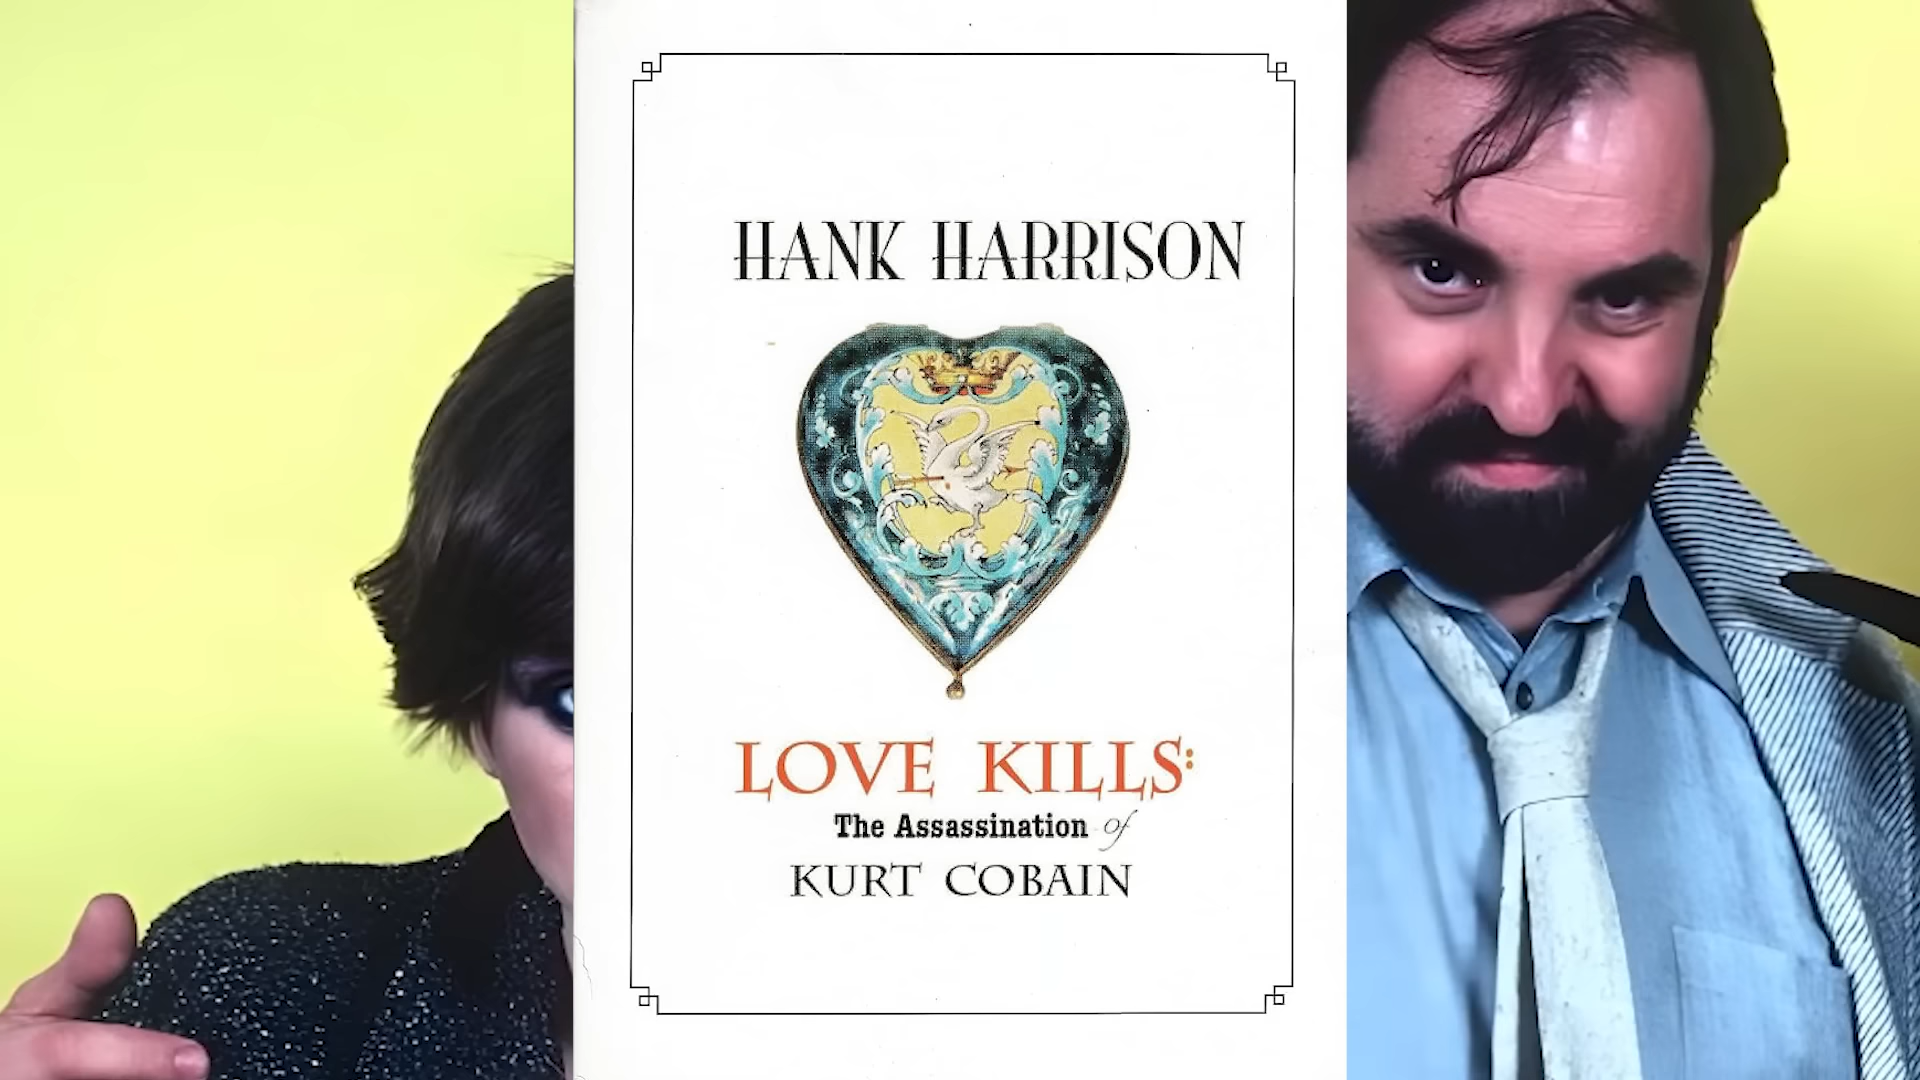 HANK HARRISON
LOVE KILLS:
The Assassination of
KURT COBAIN